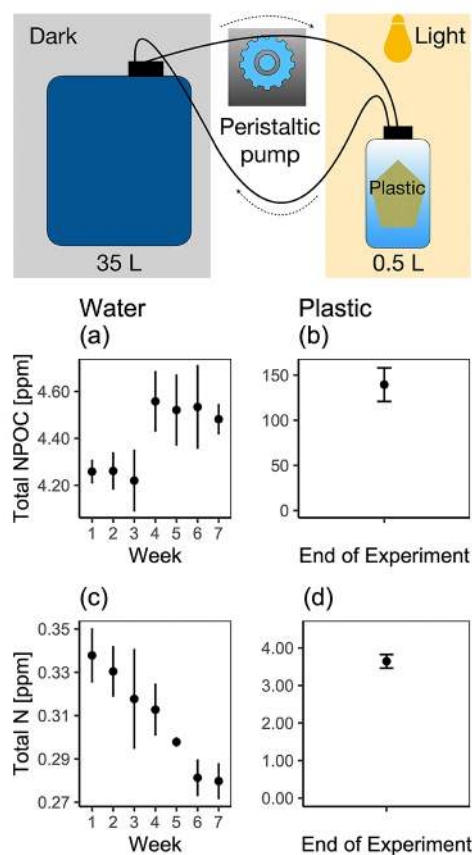 Dark
Light
Peristaltic
pump
Plastic
35 L
0.5 L
Water
Plastic
(a)
(b)
Total NPOC [ppm]
4.60
4.40
4.20
1 2 3 4 5 6 7
Week
150
100
50
0
End of Experiment
(c)
(d)
Total N [ppm]
0.35
0.33
0.31
0.29
0.27
1 2 3 4 5 6 7
Week
4.00
3.00
2.00
1.00
0.00
End of Experiment